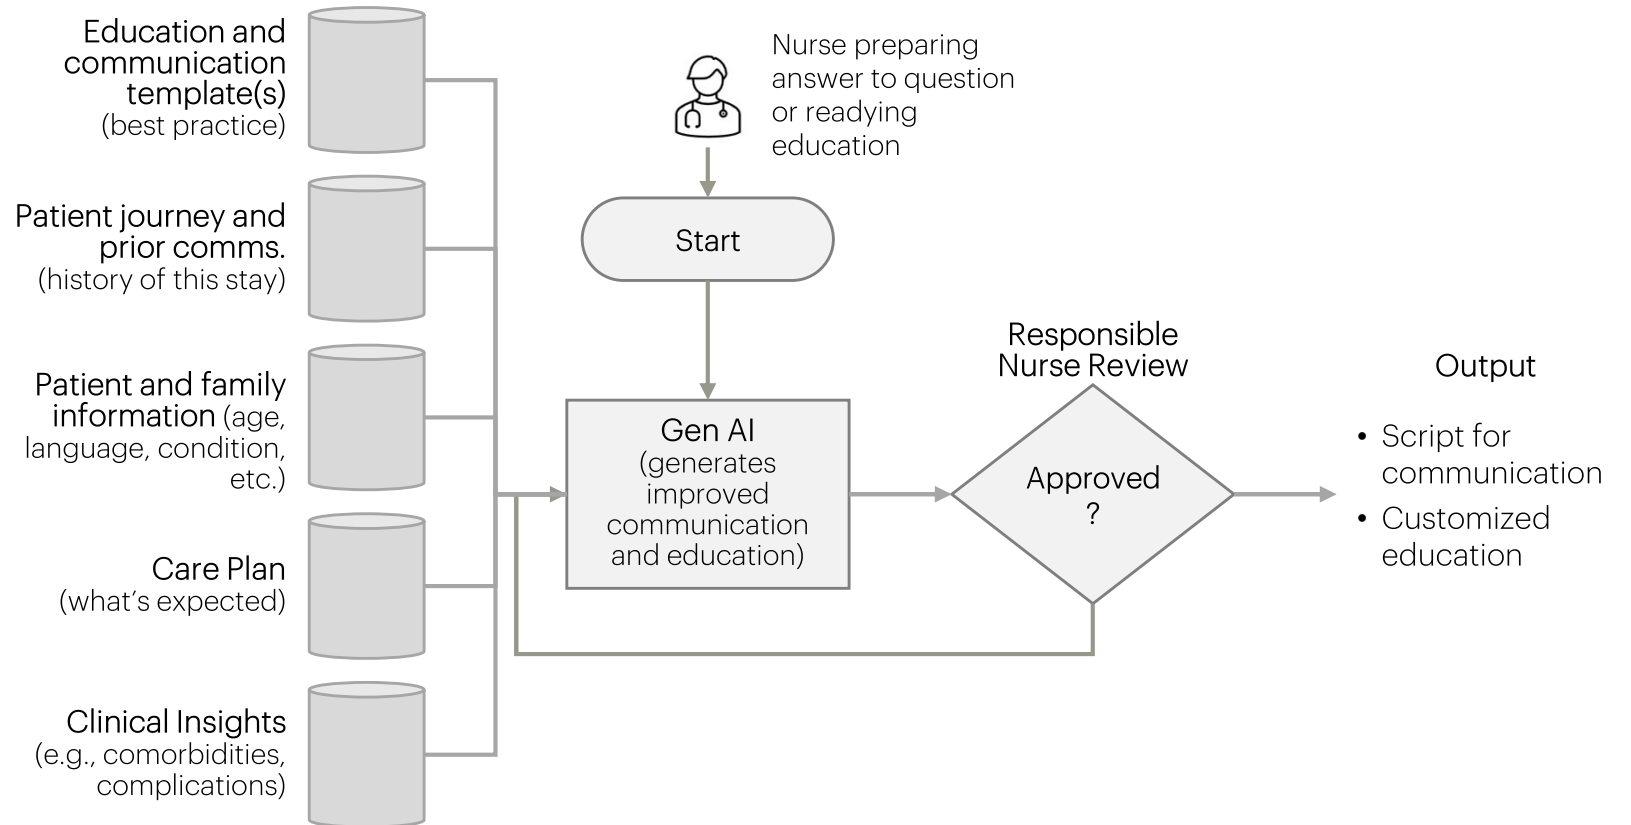 Education and
communication
template(s)
(best practice)
Patient journey and
prior comms.
(history of this stay)
Patient and family
information (age,
language, condition,
etc.)
Care Plan
(what's expected)
Clinical Insights
(e.g., comorbidities,
complications)
Nurse preparing
answer to question
or readying
education
Start
Gen AI
(generates
improved
communication
and education)
Responsible
Nurse Review
Approved
?
Output
• Script for
communication
• Customized
education